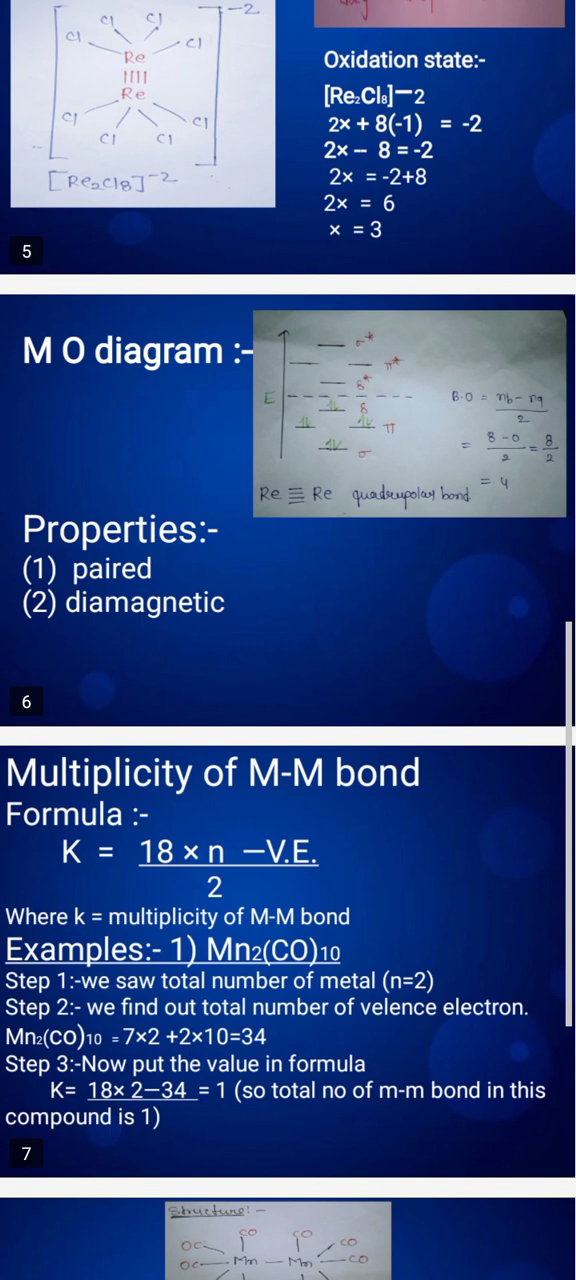 -2
Cl Cl
Cl Cl
Re
Re
Cl Cl
Cl Cl
[Re2Cl8]-2
Oxidation state:-
[Re₂Cl₈]—2
2x + 8(-1) = -2
2x — 8 = -2
2x = -2+8
2x = 6
x = 3
5
M O diagram :-
σ*
π*
δ*
E
δ
π
σ
B.O = nb - na
2
= 8-0 = 8
2 2
= 4
Re ≡ Re quadrupolar bond
Properties:-
(1) paired
(2) diamagnetic
6
Multiplicity of M-M bond
Formula :-
K = 18 × n —V.E.
2
Where k = multiplicity of M-M bond
Examples:- 1) Mn₂(CO)₁₀
Step 1:-we saw total number of metal (n=2)
Step 2:- we find out total number of velence electron.
Mn₂(CO)₁₀ = 7×2 +2×10=34
Step 3:-Now put the value in formula
K= 18× 2—34 = 1 (so total no of m-m bond in this
compound is 1)
7
Structure! -
CO CO
OC CO
OC — Mn — Mn — CO